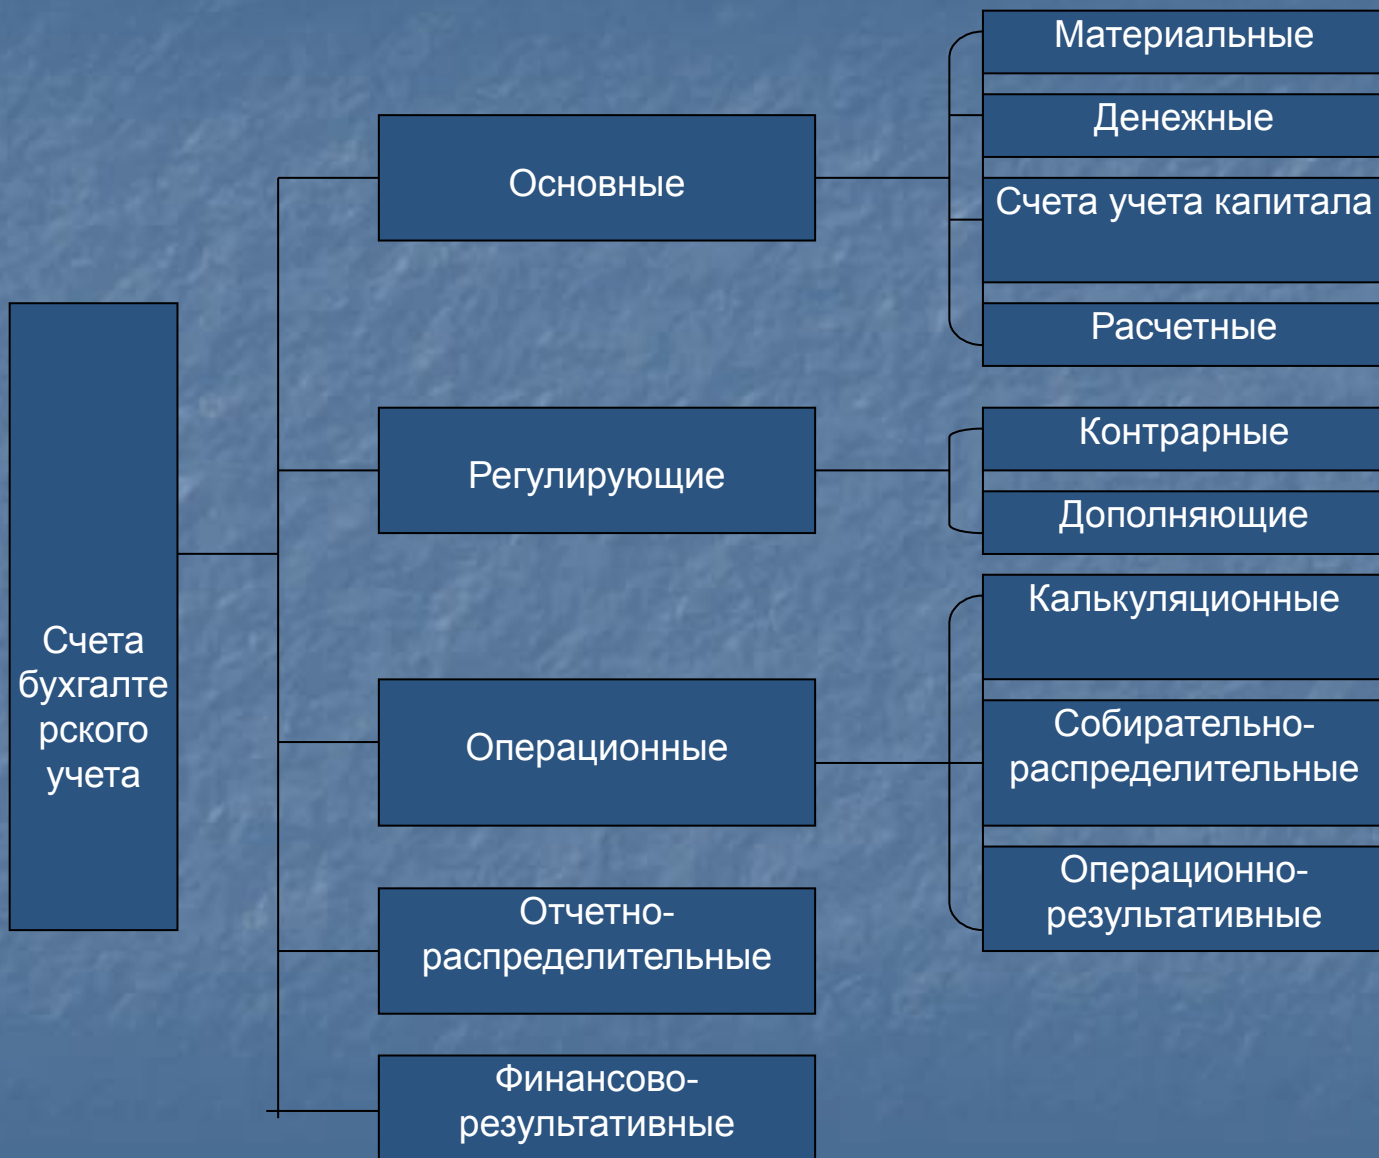 Счета
бухгалте
рского
учета
Основные
Материальные
Денежные
Счета учета капитала
Расчетные
Регулирующие
Контрарные
Дополняющие
Операционные
Калькуляционные
Собирательно-
распределительные
Операционно-
результативные
Отчетно-
распределительные
Финансово-
результативные